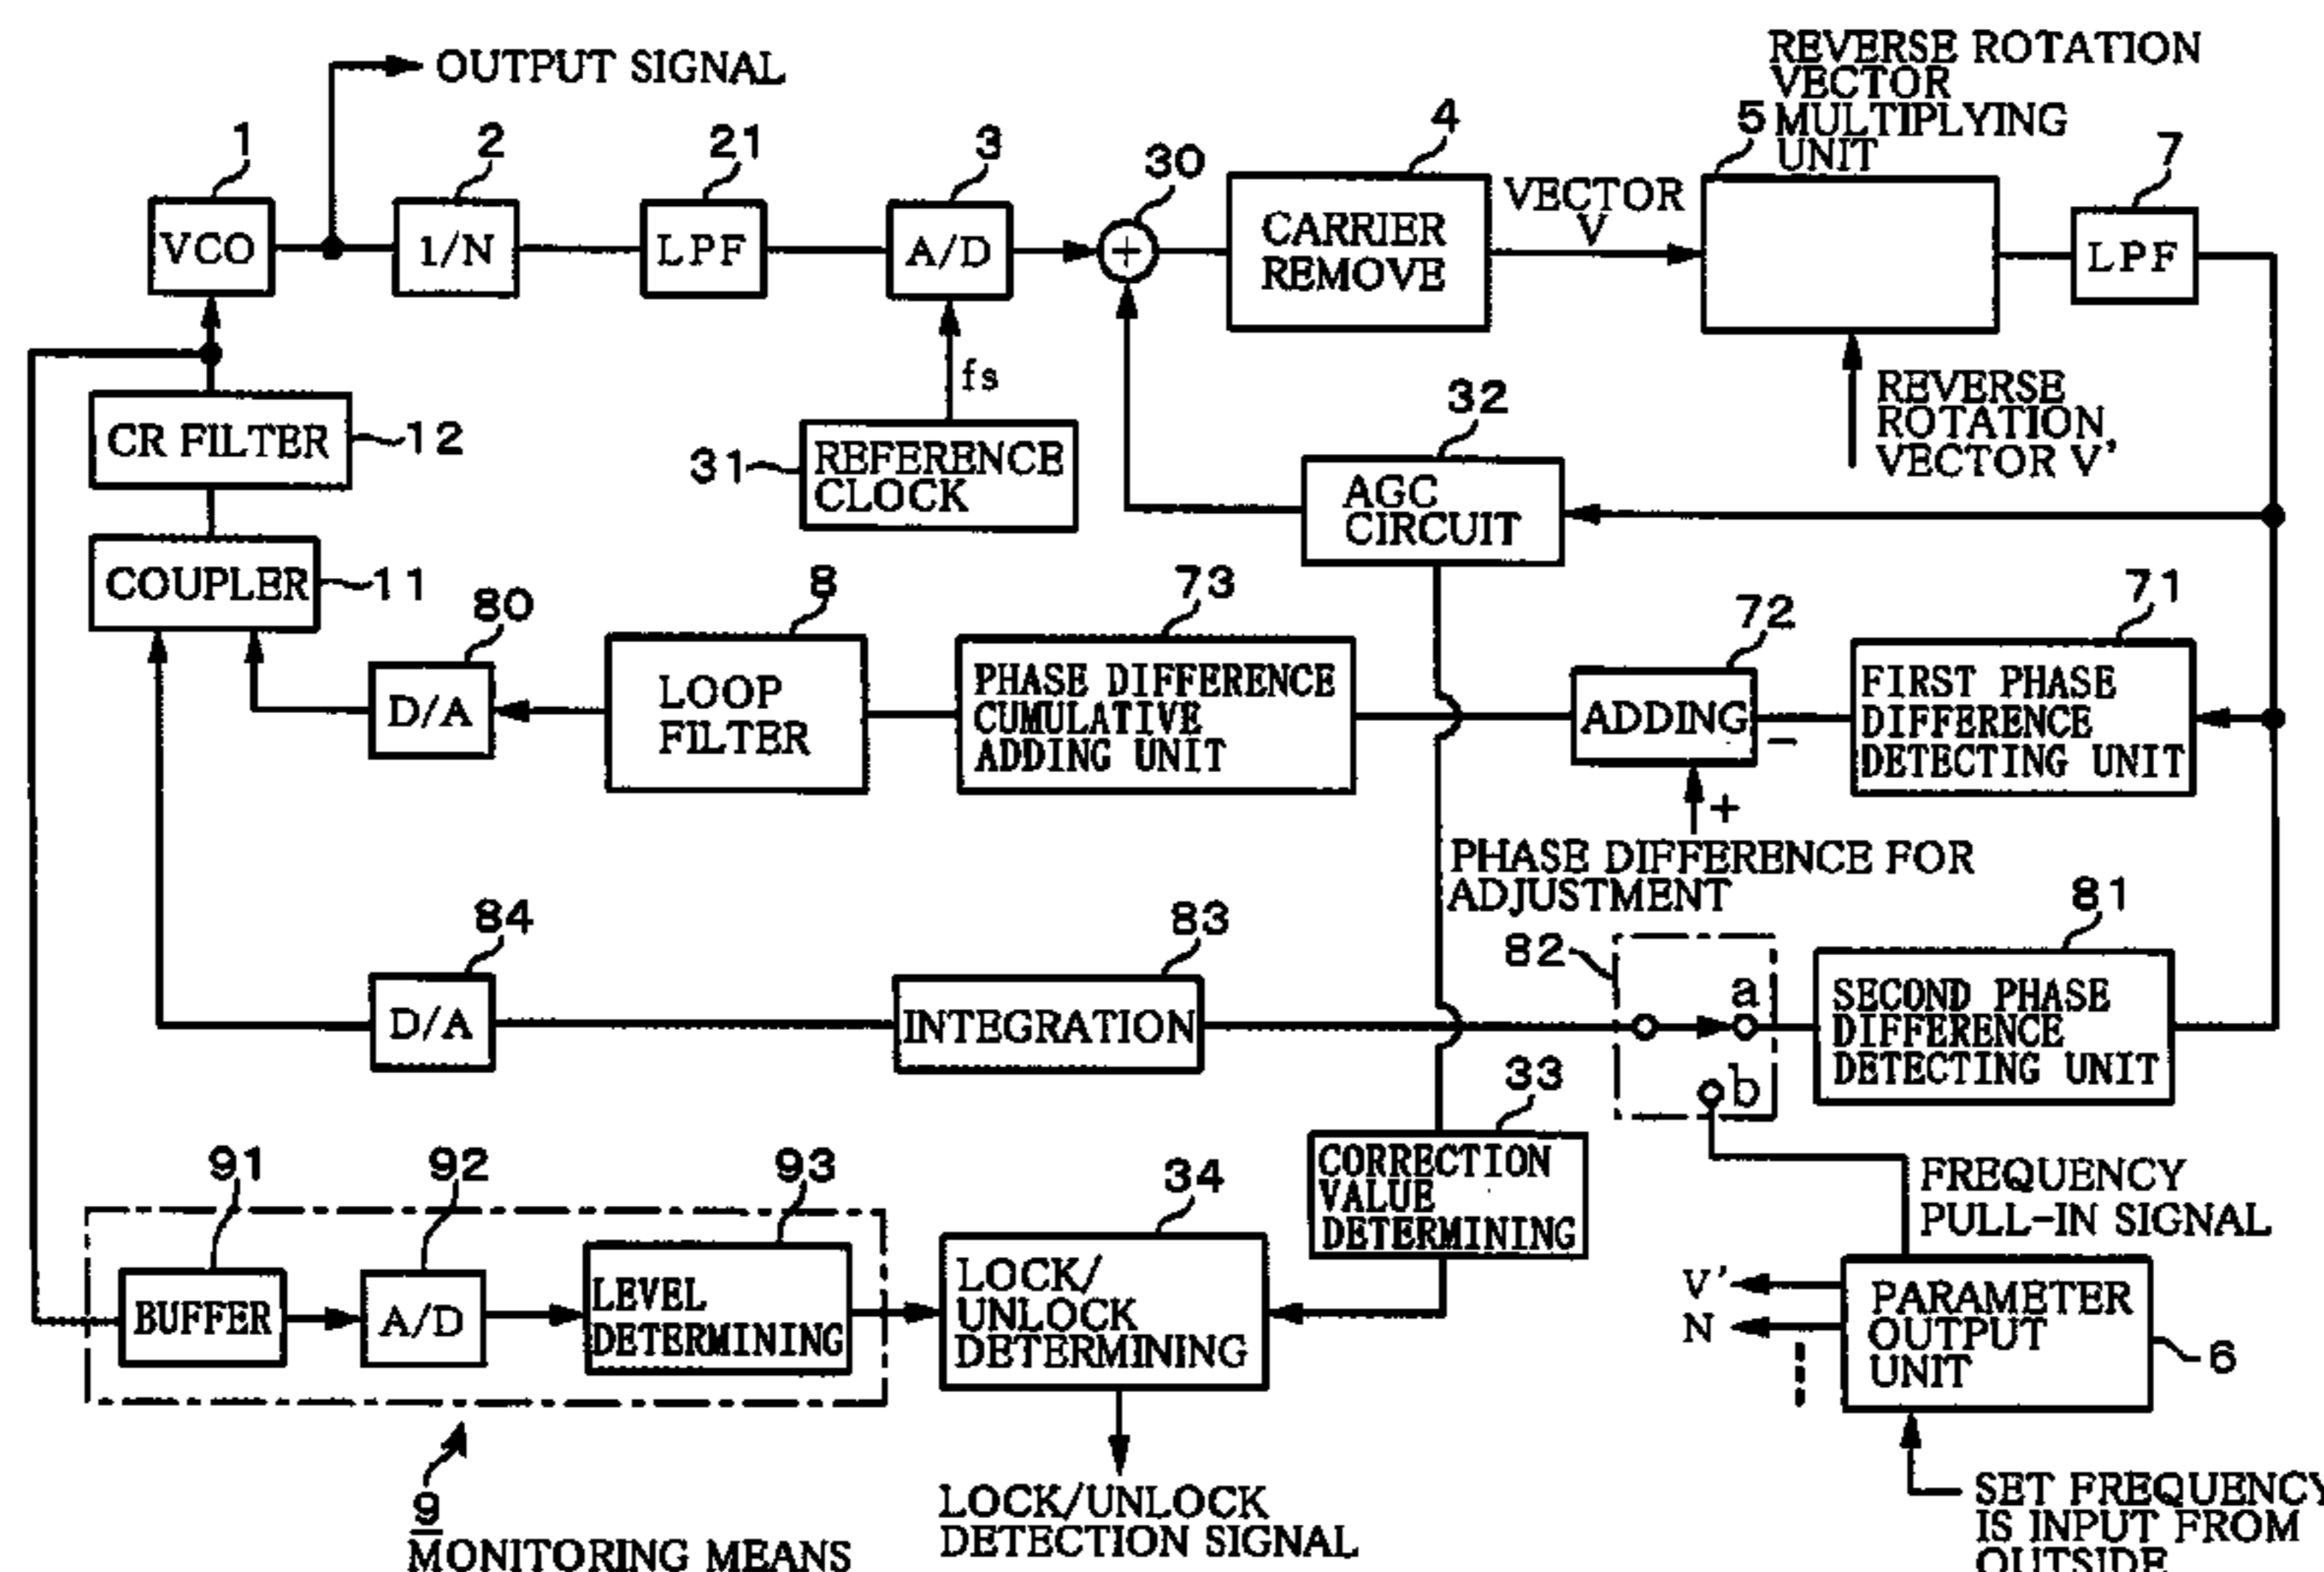 OUTPUT SIGNAL
REVERSE ROTATION
VECTOR
MULTIPLYING
UNIT
1
2
21
3
30
4
5
7
VCO
1/N
LPF
A/D
+
CARRIER
REMOVE
VECTOR
V
LPF
fs
REVERSE
ROTATION,
VECTOR V'
CR FILTER
12
31
REFERENCE
CLOCK
32
AGC
CIRCUIT
COUPLER
11
80
8
73
72
71
D/A
LOOP
FILTER
PHASE DIFFERENCE
CUMULATIVE
ADDING UNIT
ADDING
−
FIRST PHASE
DIFFERENCE
DETECTING UNIT
+
PHASE DIFFERENCE FOR
ADJUSTMENT
84
83
82
81
D/A
INTEGRATION
a
b
SECOND PHASE
DIFFERENCE
DETECTING UNIT
33
CORRECTION
VALUE
DETERMINING
FREQUENCY
PULL-IN SIGNAL
91
92
93
34
BUFFER
A/D
LEVEL
DETERMINING
LOCK/
UNLOCK
DETERMINING
V'
N
PARAMETER
OUTPUT
UNIT
6
9
MONITORING MEANS
LOCK/UNLOCK
DETECTION SIGNAL
SET FREQUENCY
IS INPUT FROM
OUTSIDE